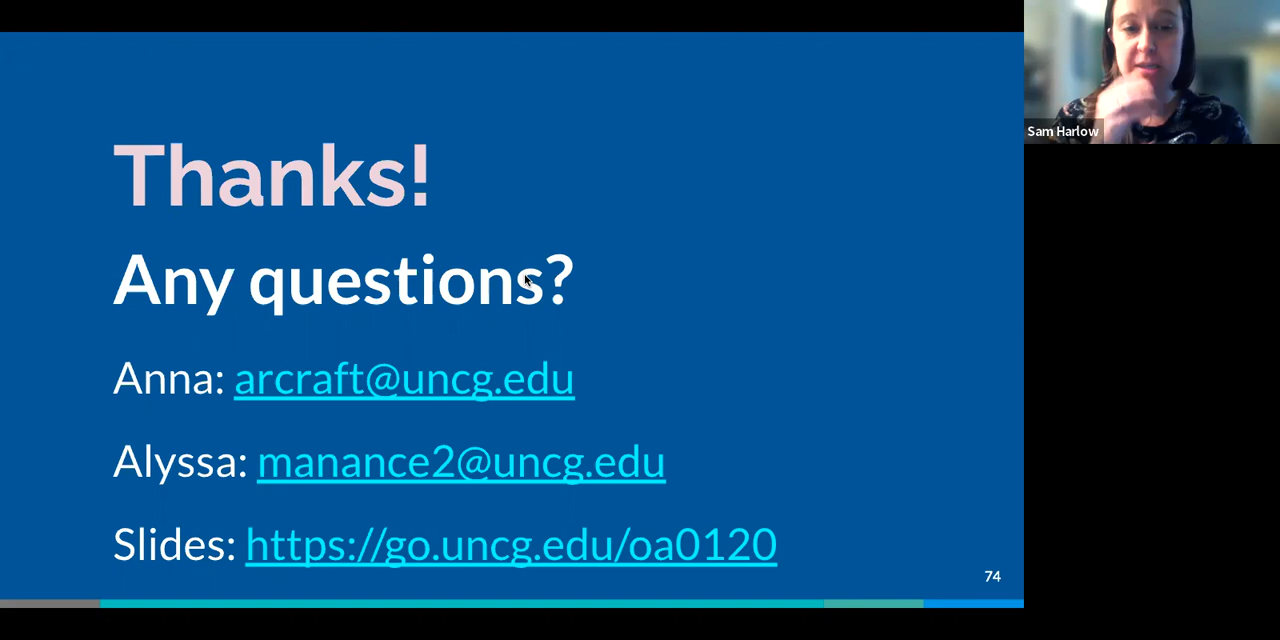 Thanks!
Any questions?
Anna: arcraft@uncg.edu
Alyssa: manance2@uncg.edu
Slides: https://go.uncg.edu/oa0120
74
Sam Harlow